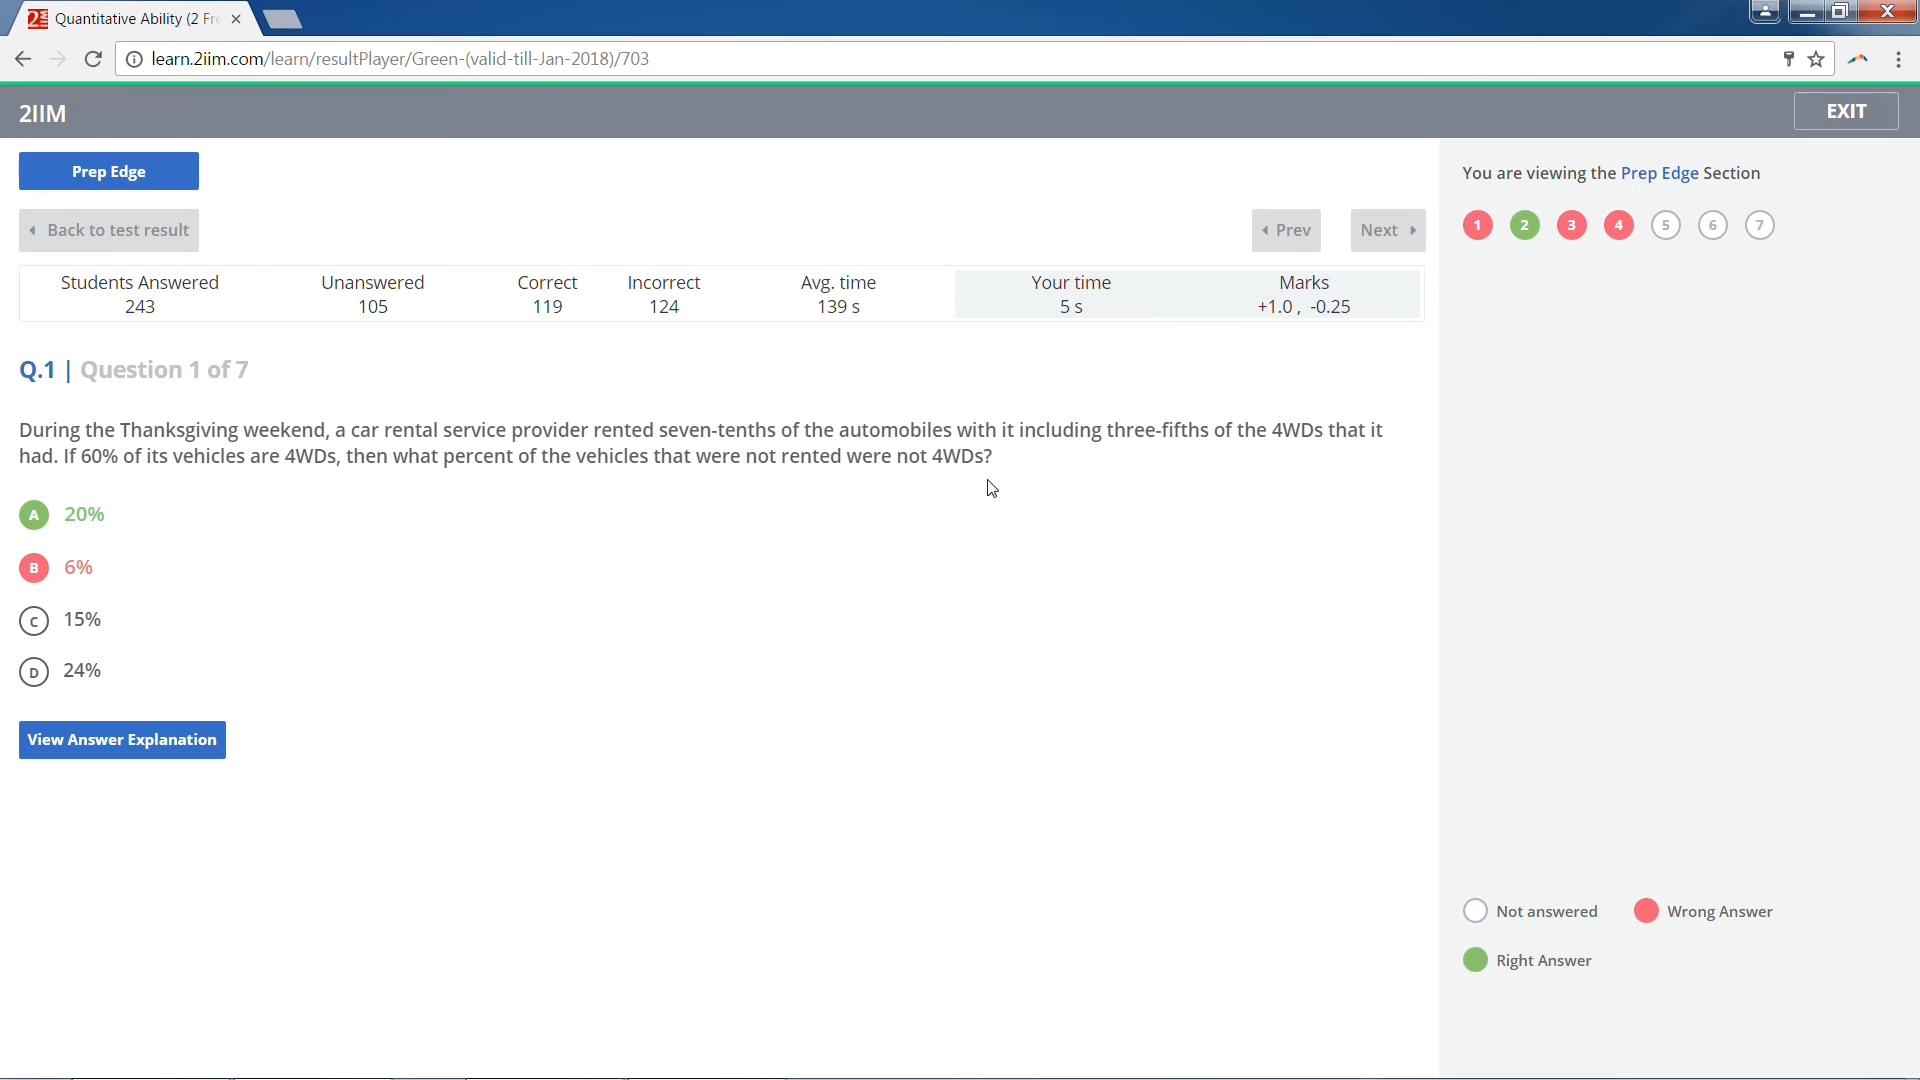 Quantitative Ability (2 Fre
learn.2iim.com/learn/resultPlayer/Green-(valid-till-Jan-2018)/703
2IIM
EXIT
Prep Edge
Back to test result
Prev
Next
Students Answered
243
Unanswered
105
Correct
119
Incorrect
124
Avg. time
139 s
Your time
5 s
Marks
+1.0 , -0.25
Q.1 | Question 1 of 7
During the Thanksgiving weekend, a car rental service provider rented seven-tenths of the automobiles with it including three-fifths of the 4WDs that it
had. If 60% of its vehicles are 4WDs, then what percent of the vehicles that were not rented were not 4WDs?
A 20%
B 6%
C 15%
D 24%
View Answer Explanation
You are viewing the Prep Edge Section
1 2 3 4 5 6 7
Not answered
Wrong Answer
Right Answer